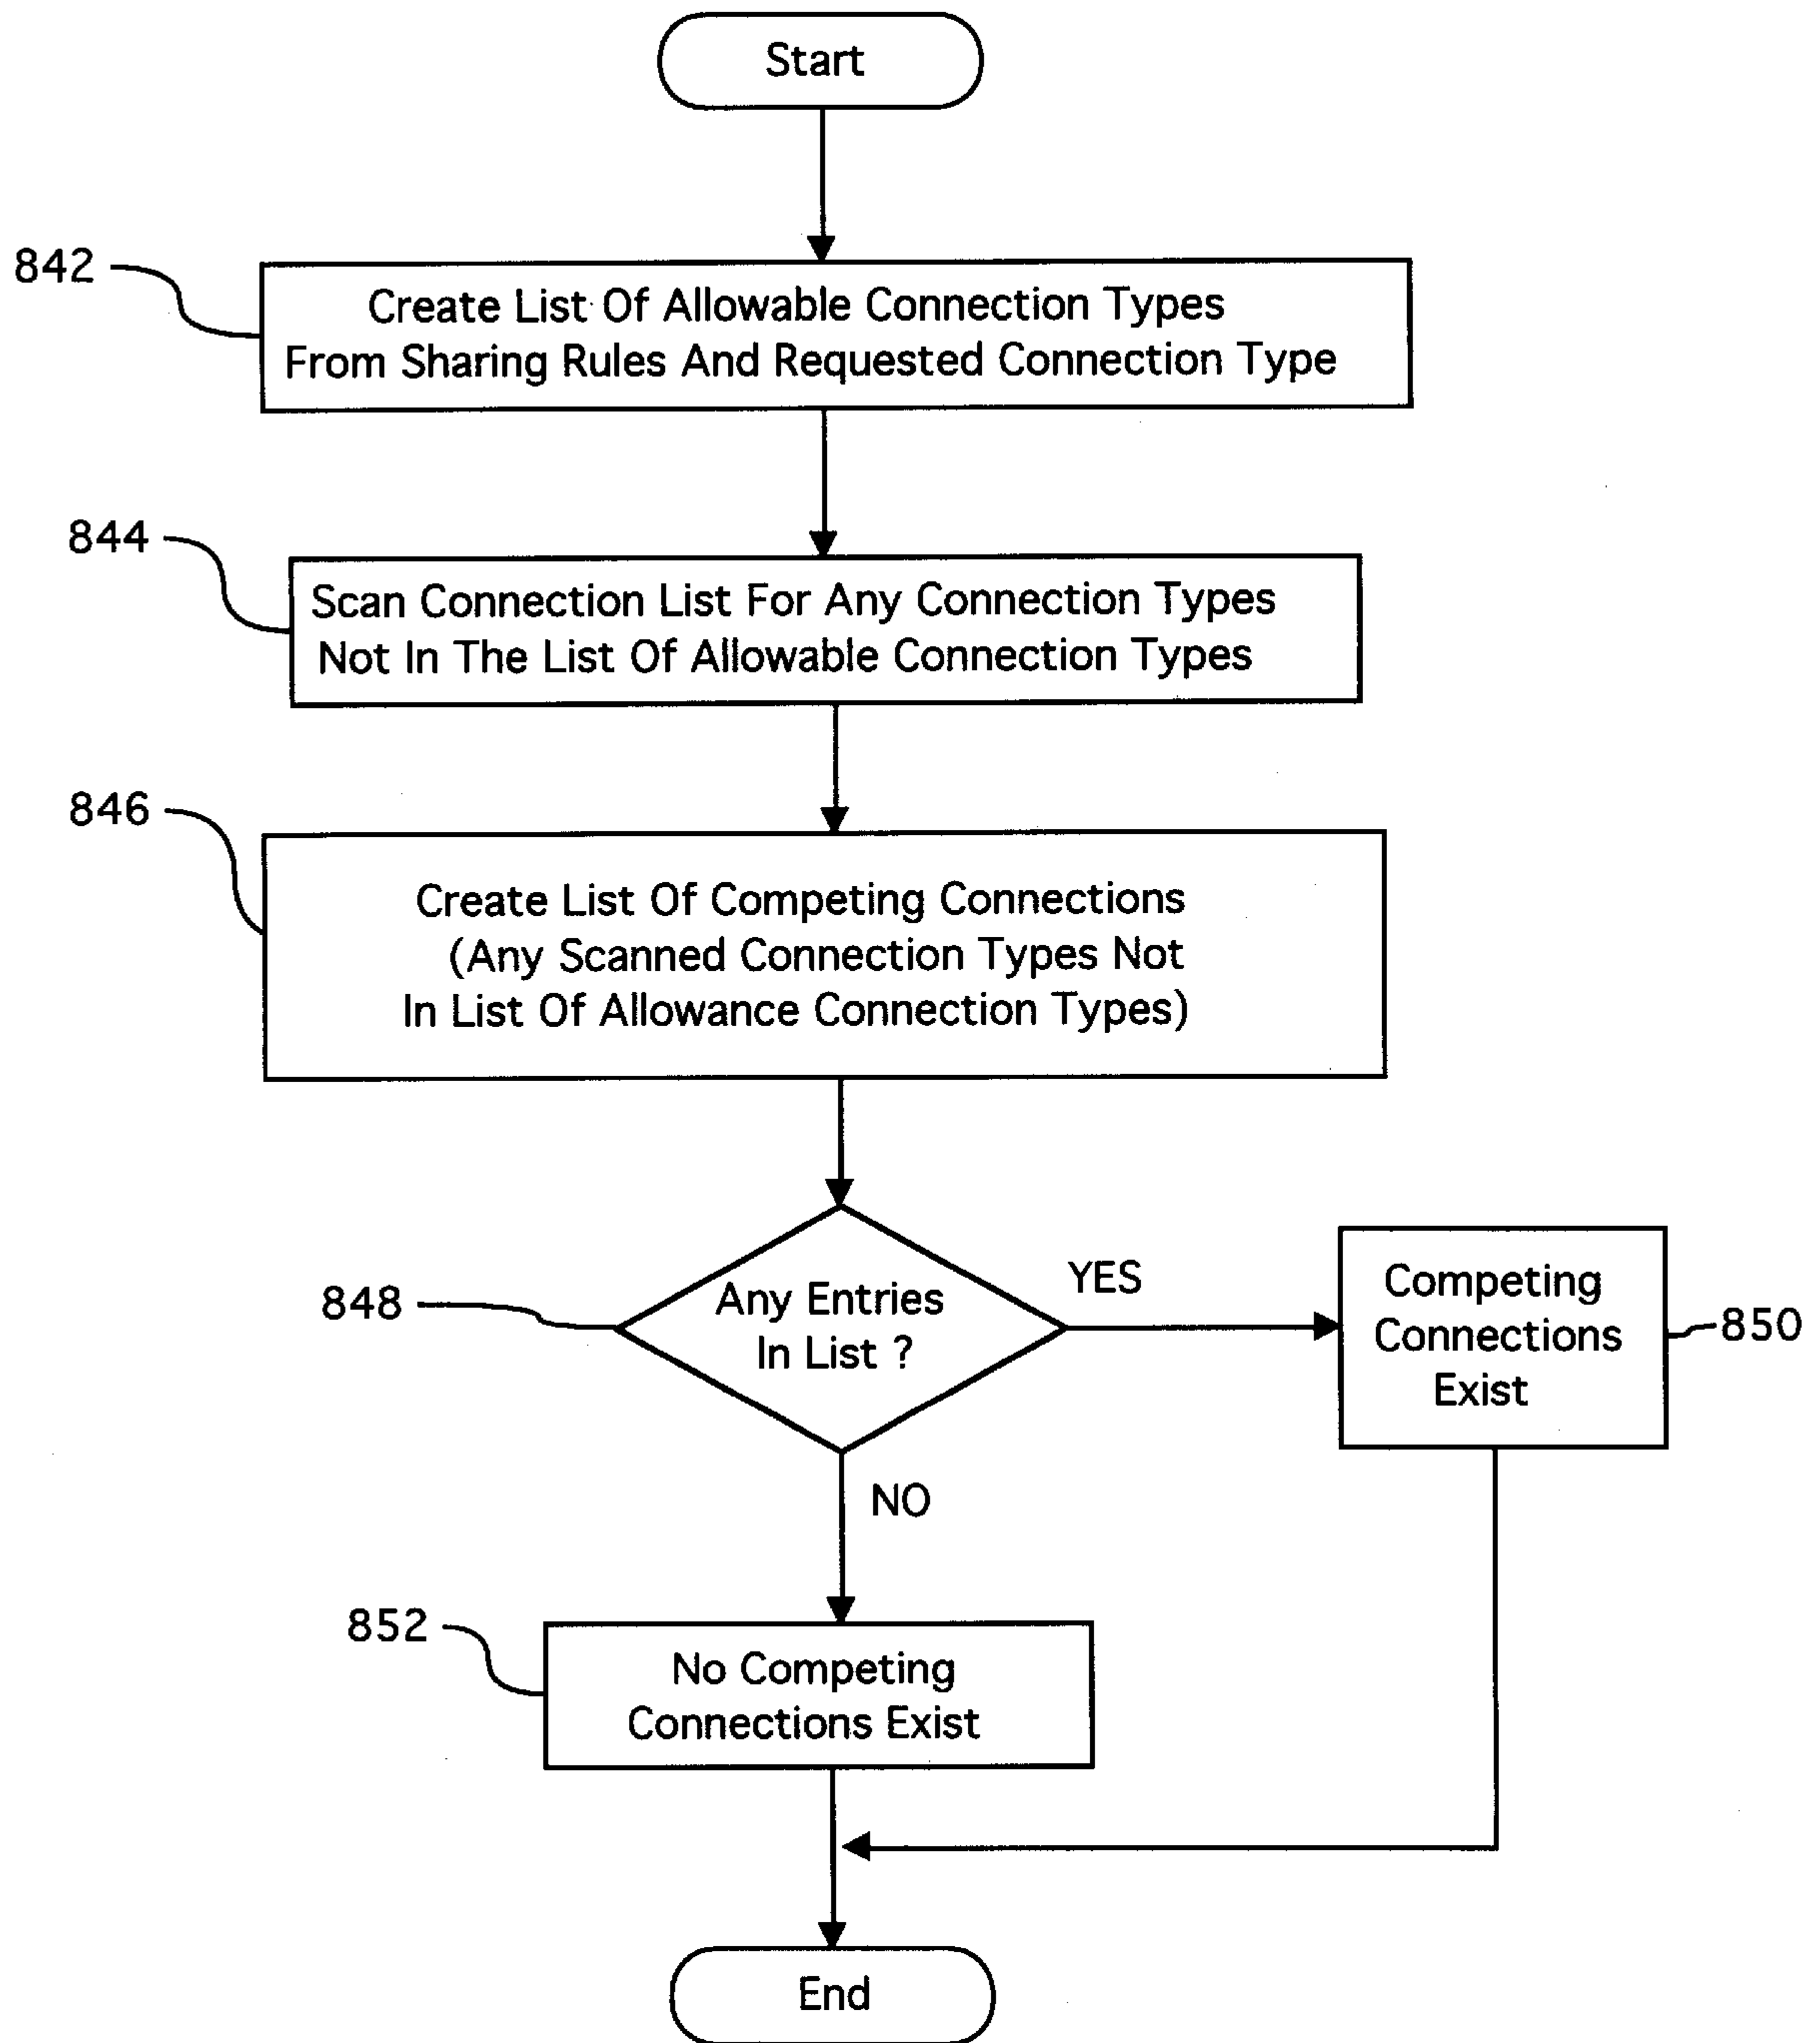 Start
842
Create List Of Allowable Connection Types
From Sharing Rules And Requested Connection Type
844
Scan Connection List For Any Connection Types
Not In The List Of Allowable Connection Types
846
Create List Of Competing Connections
(Any Scanned Connection Types Not
In List Of Allowance Connection Types)
848
Any Entries
In List ?
YES
Competing
Connections
Exist
850
NO
852
No Competing
Connections Exist
End